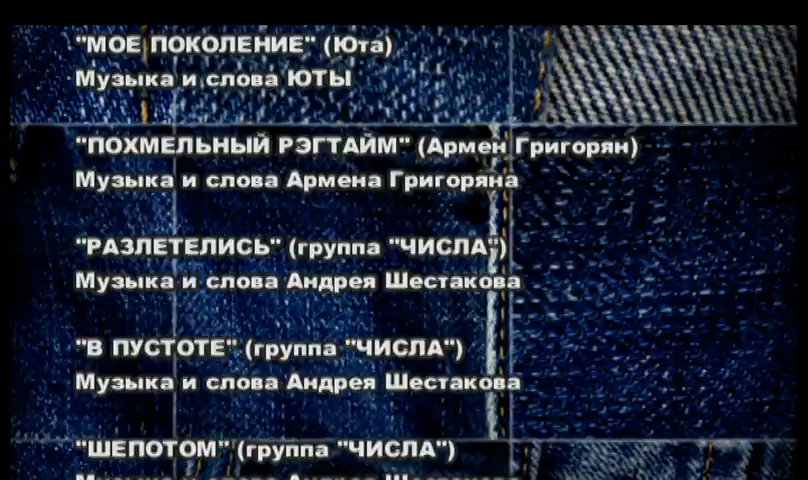 "МОЕ ПОКОЛЕНИЕ" (Юта)
Музыка и слова ЮТЫ
"ПОХМЕЛЬНЫЙ РЭГТАЙМ" (Армен Григорян)
Музыка и слова Армена Григоряна
"РАЗЛЕТЕЛИСЬ" (группа "ЧИСЛА")
Музыка и слова Андрея Шестакова
"В ПУСТОТЕ" (группа "ЧИСЛА")
Музыка и слова Андрея Шестакова
"ШЕПОТОМ" (группа "ЧИСЛА")